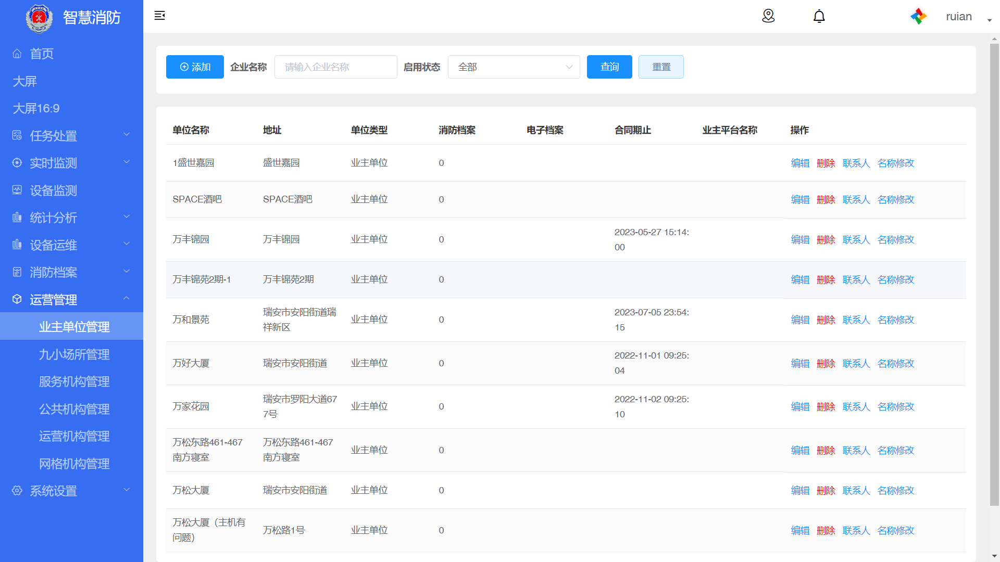 智慧消防
ruian
首页
大屏
大屏16:9
任务处置
实时监测
设备监测
统计分析
设备运维
消防档案
运营管理
业主单位管理
九小场所管理
服务机构管理
公共机构管理
运营机构管理
网格机构管理
系统设置
添加 企业名称 请输入企业名称 启用状态 全部 查询 重置
单位名称 地址 单位类型 消防档案 电子档案 合同期止 业主平台名称 操作
1盛世嘉园 盛世嘉园 业主单位 0 编辑 删除 联系人 名称修改
SPACE酒吧 SPACE酒吧 业主单位 0 编辑 删除 联系人 名称修改
万丰锦园 万丰锦园 业主单位 0 2023-05-27 15:14:
00 编辑 删除 联系人 名称修改
万丰锦苑2期-1 万丰锦苑2期 业主单位 0 编辑 删除 联系人 名称修改
万和景苑 瑞安市安阳街道瑞
祥新区 业主单位 0 2023-07-05 23:54:
15 编辑 删除 联系人 名称修改
万好大厦 瑞安市安阳街道 业主单位 0 2022-11-01 09:25:
04 编辑 删除 联系人 名称修改
万家花园 瑞安市罗阳大道67
7号 业主单位 0 2022-11-02 09:25:
10 编辑 删除 联系人 名称修改
万松东路461-467
南方寝室 万松东路461-467
南方寝室 业主单位 0 编辑 删除 联系人 名称修改
万松大厦 瑞安市安阳街道 业主单位 0 编辑 删除 联系人 名称修改
万松大厦（主机有
问题） 万松路1号 业主单位 0 编辑 删除 联系人 名称修改